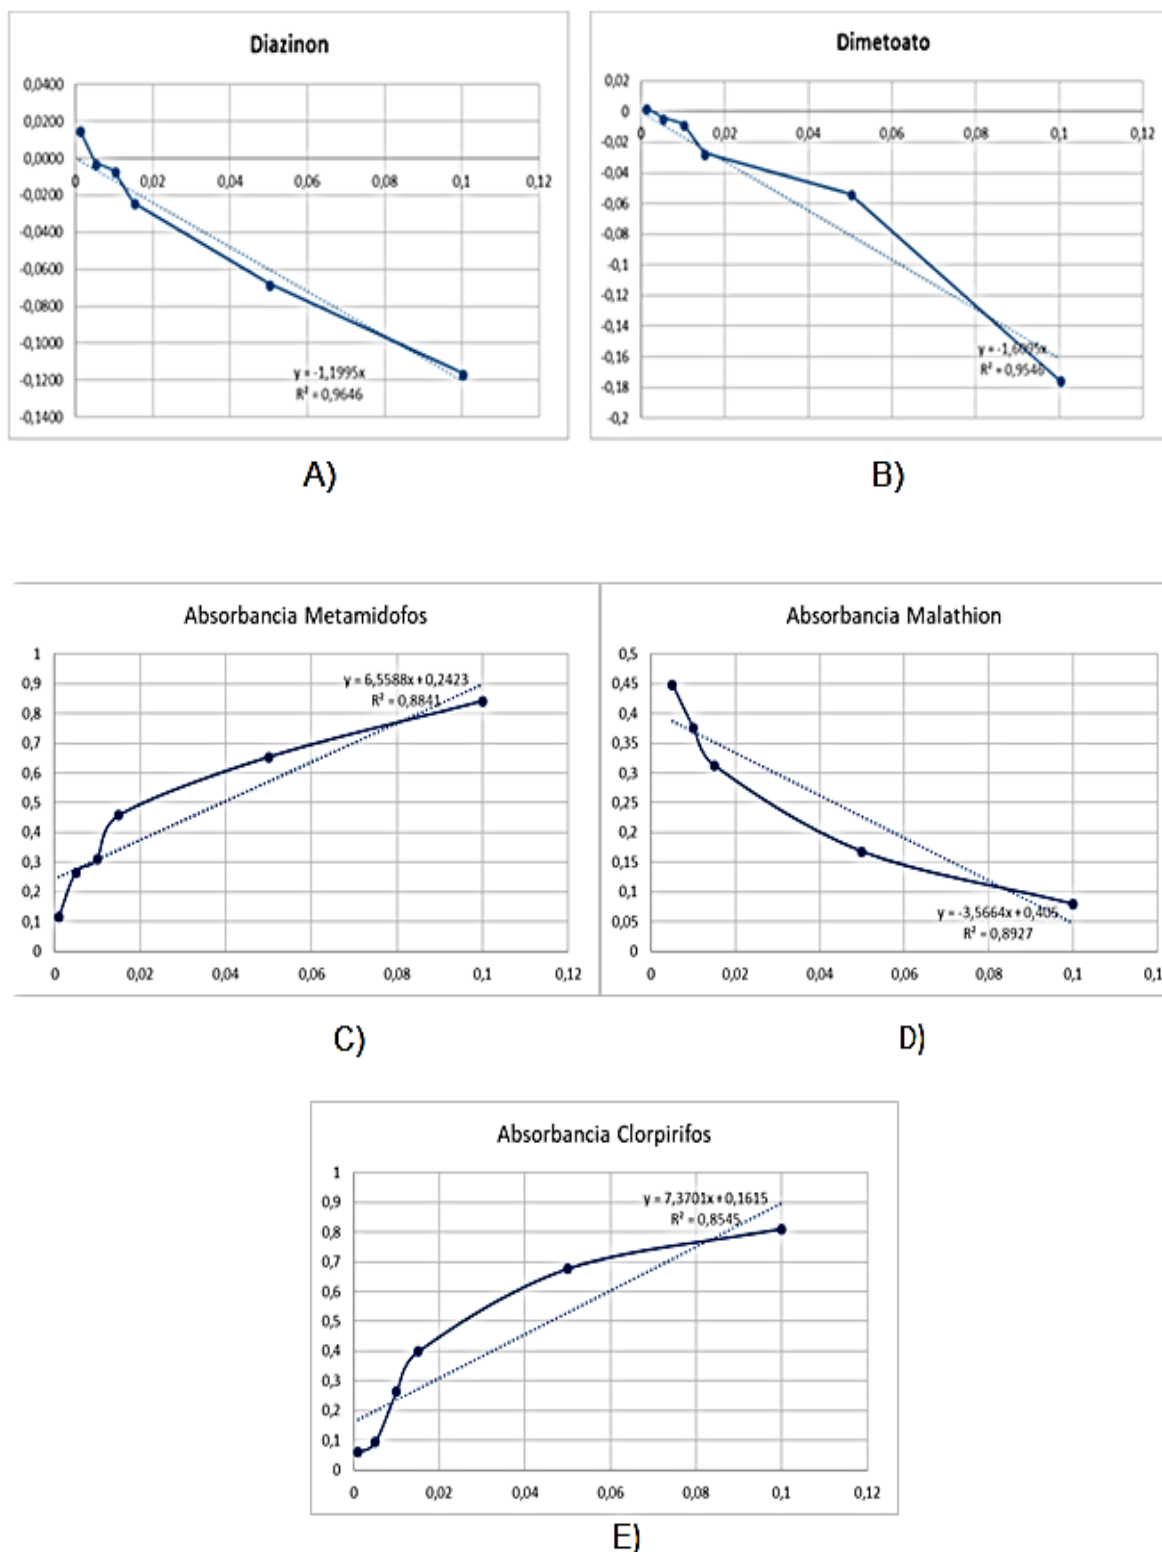 Diazinon
0,0400
0,0200
0,0000
-0,0200
-0,0400
-0,0600
-0,0800
-0,1000
-0,1200
-0,1400
0 0,02 0,04 0,06 0,08 0,1 0,12
y = -1,1995x
R² = 0,9646
A)
Dimetoato
0,02
0
-0,02
-0,04
-0,06
-0,08
-0,1
-0,12
-0,14
-0,16
-0,18
-0,2
0 0,02 0,04 0,06 0,08 0,1 0,12
y = -1,6095x
R² = 0,9546
B)
Absorbancia Metamidofos
1
0,9
0,8
0,7
0,6
0,5
0,4
0,3
0,2
0,1
0
0 0,02 0,04 0,06 0,08 0,1 0,12
y = 6,5588x + 0,2423
R² = 0,8841
C)
Absorbancia Malathion
0,5
0,45
0,4
0,35
0,3
0,25
0,2
0,15
0,1
0,05
0
0 0,02 0,04 0,06 0,08 0,1 0,1
y = -3,5664x + 0,405
R² = 0,8927
D)
Absorbancia Clorpirifos
1
0,9
0,8
0,7
0,6
0,5
0,4
0,3
0,2
0,1
0
0 0,02 0,04 0,06 0,08 0,1 0,12
y = 7,3701x + 0,1615
R² = 0,8545
E)